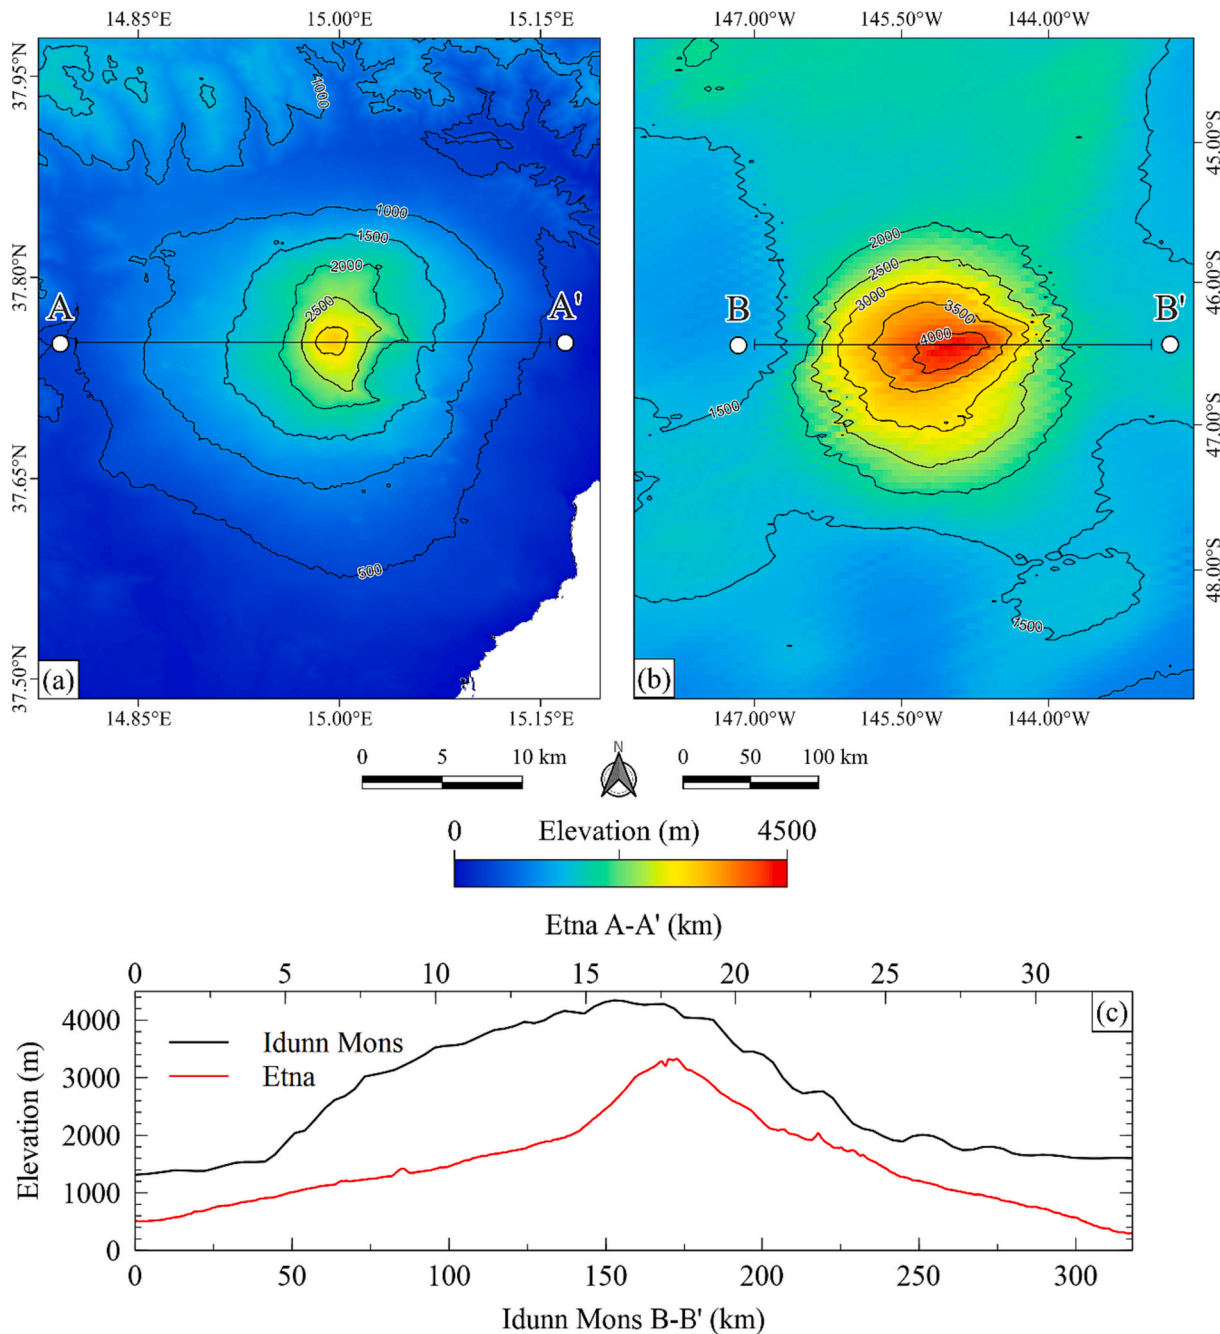 14.85°E 15.00°E 15.15°E 147.00°W 145.50°W 144.00°W
37.95°N
1000
45.00°S
1000
1500
2000
2000
37.80°N
2500
46.00°S
A
2500
A'
B
3000
3500
4000
B'
1500
47.00°S
37.65°N
500
48.00°S
1500
37.50°N
(a)
(b)
14.85°E 15.00°E 15.15°E 147.00°W 145.50°W 144.00°W
0 5 10 km N 0 50 100 km
0 Elevation (m) 4500
Etna A-A' (km)
0 5 10 15 20 25 30
(c)
4000
Idunn Mons
3000
Etna
2000
1000
0
Elevation (m)
0 50 100 150 200 250 300
Idunn Mons B-B' (km)